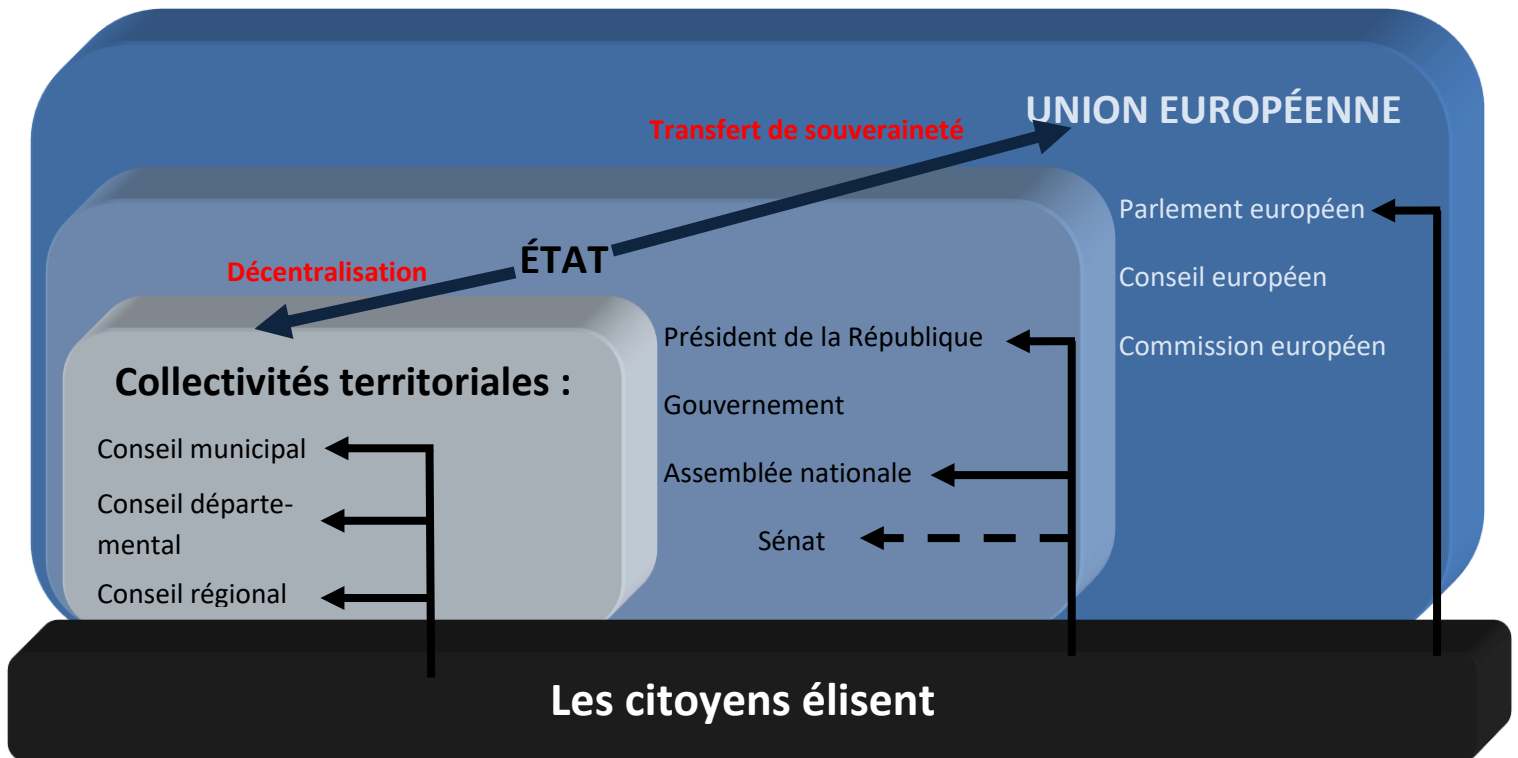 UNION EUROPÉENNE
Transfert de souveraineté
Parlement européen
Conseil européen
Commission européen
ÉTAT
Décentralisation
Président de la République
Gouvernement
Assemblée nationale
Sénat
Collectivités territoriales :
Conseil municipal
Conseil départe-
mental
Conseil régional
Les citoyens élisent